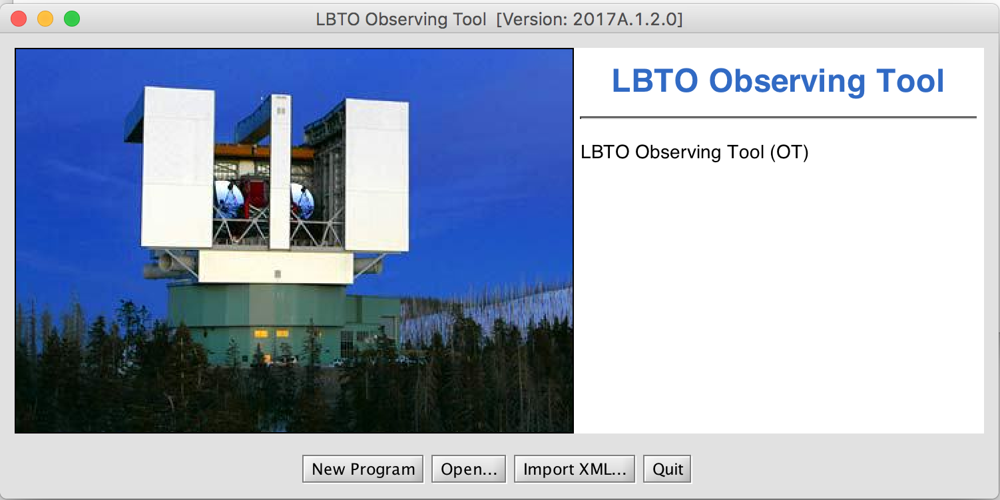 LBTO Observing Tool [Version: 2017A.1.2.0]
LBTO Observing Tool
LBTO Observing Tool (OT)
New Program
Open...
Import XML...
Quit